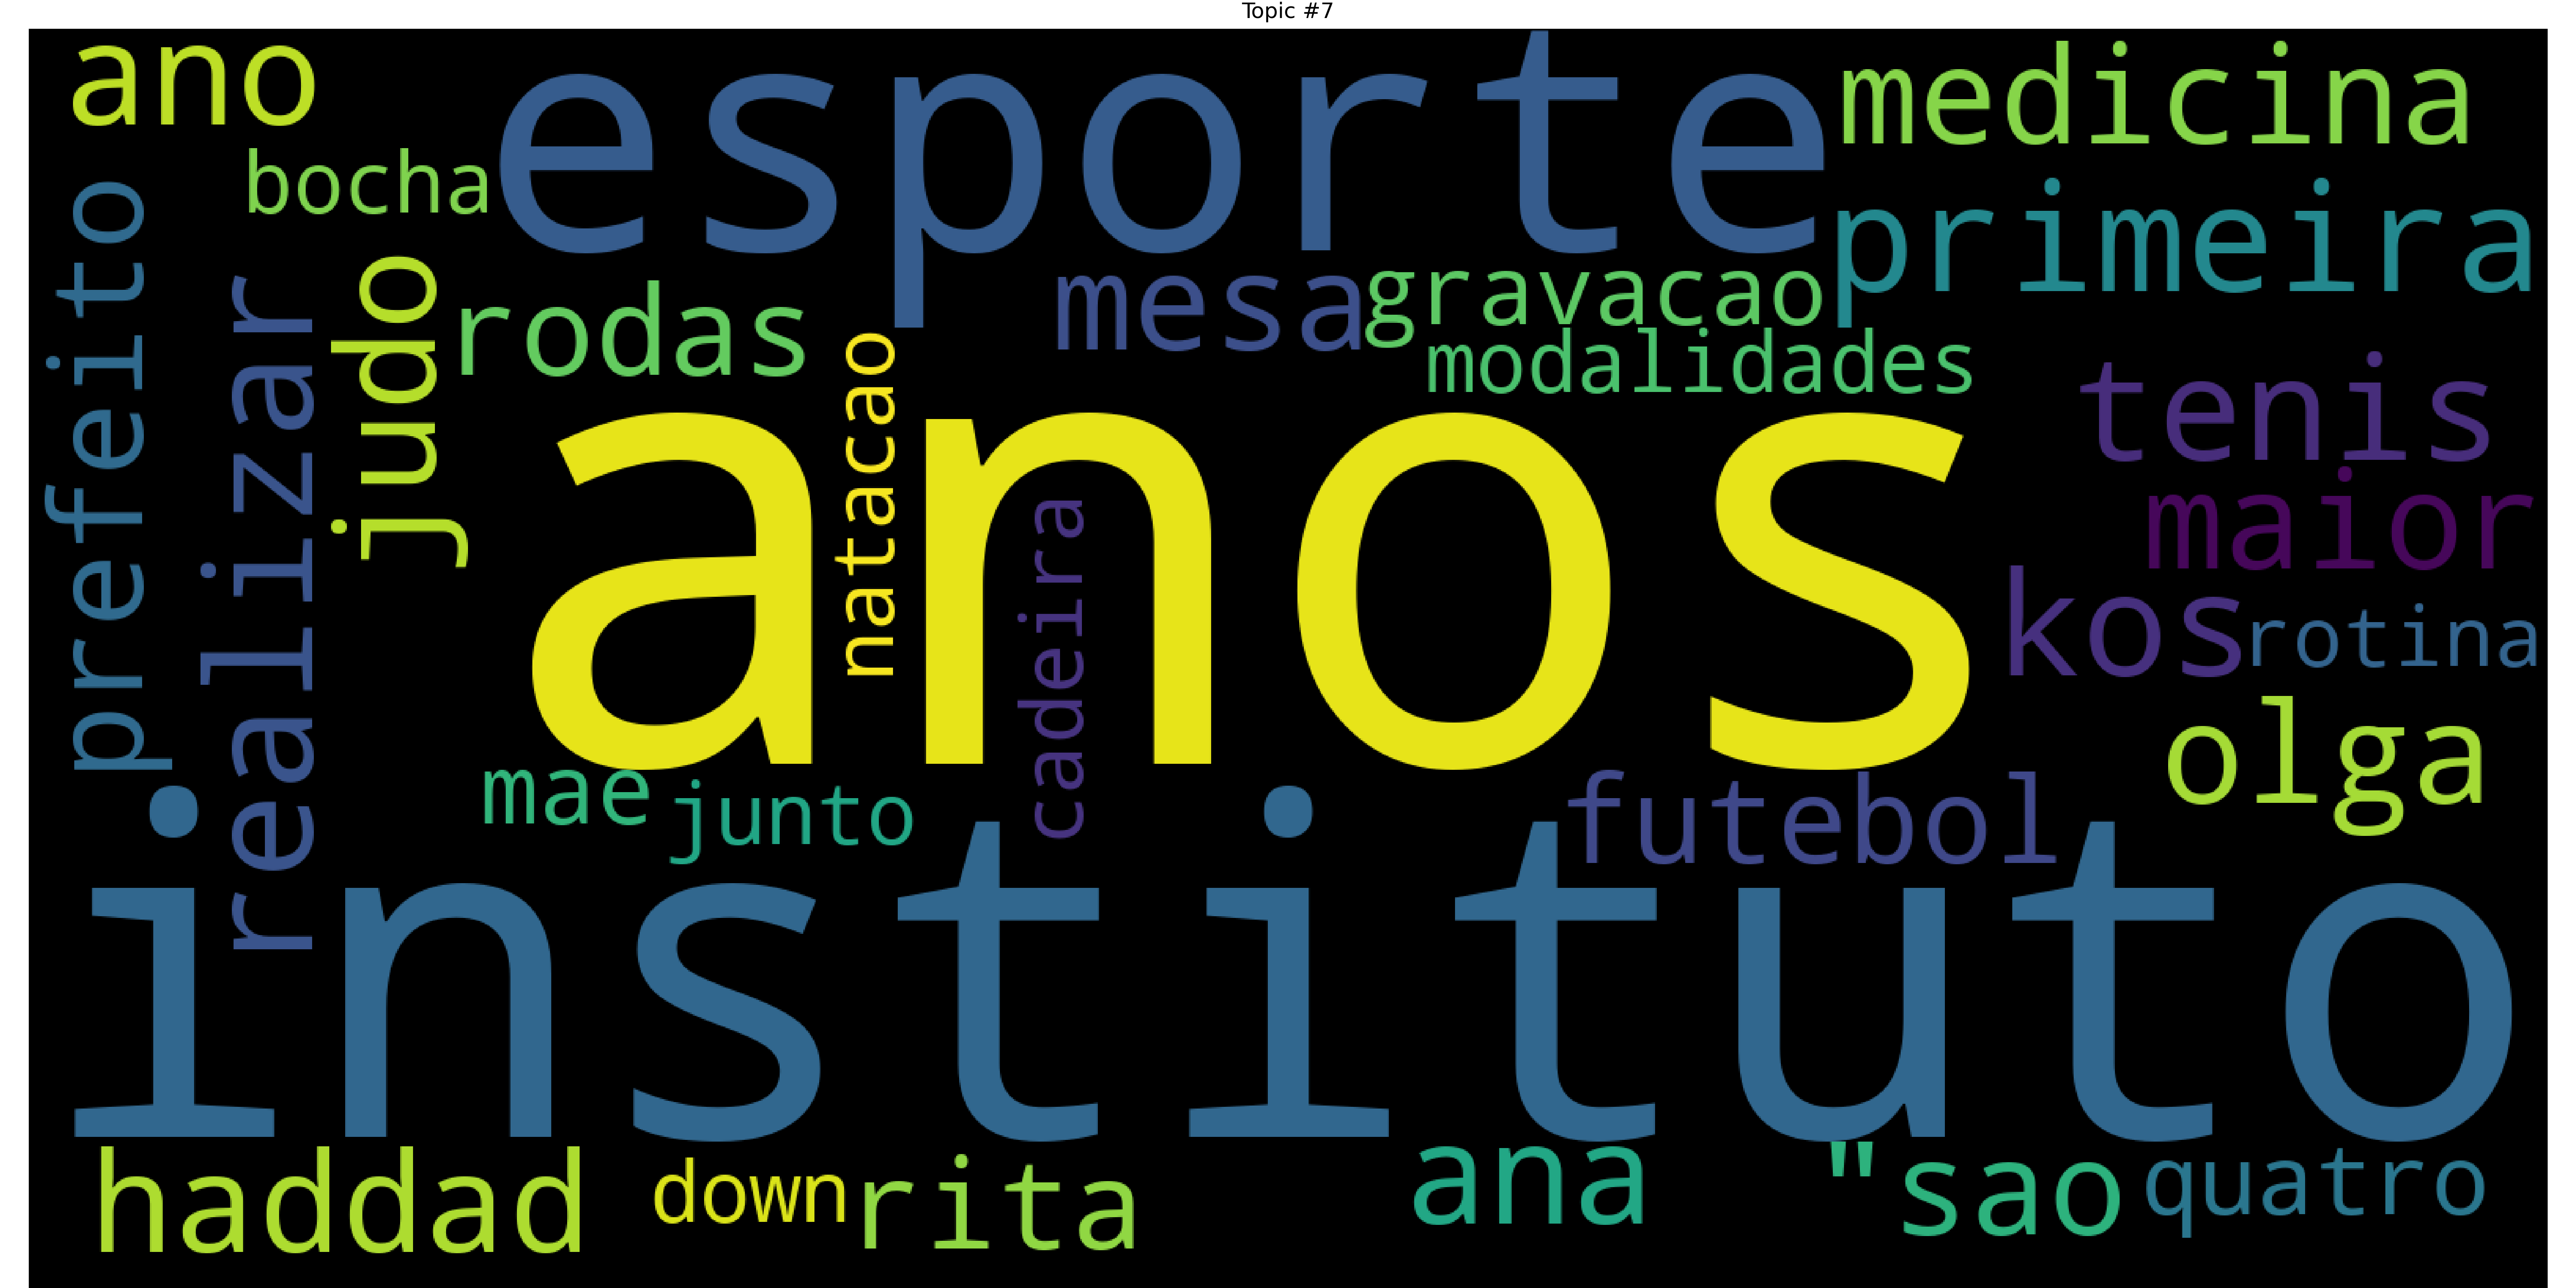 Topic #7
ano
esporte
medicina
bocha
primeira
prefeito
realizar
judo
rodas
mesa
gravacao
modalidades
natacao
tenis
anos
maior
cadeira
kos
rotina
olga
mae
junto
futebol
instituto
haddad
down
rita
ana
"sao
quatro